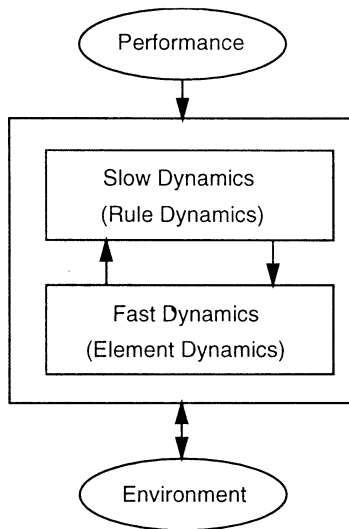 Performance
Slow Dynamics
(Rule Dynamics)
Fast Dynamics
(Element Dynamics)
Environment